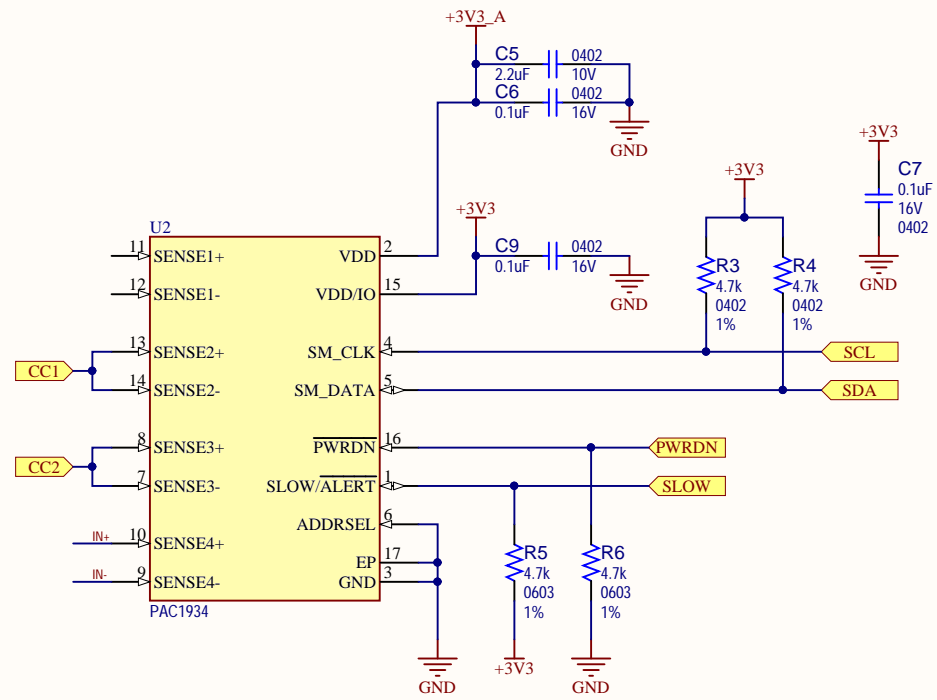 +3V3_A
C5
0402
2.2uF
10V
C6
0402
0.1uF
16V
GND
+3V3
C7
0.1uF
16V
0402
GND
+3V3
+3V3
C9
0402
0.1uF
16V
GND
R3
4.7k
0402
1%
R4
4.7k
0402
1%
U2
11 SENSE1+
VDD 2
12 SENSE1-
VDD/IO 15
CC1
13 SENSE2+
SM_CLK 4
SCL
14 SENSE2-
SM_DATA 5
SDA
CC2
8 SENSE3+
PWRDN 16
PWRDN
7 SENSE3-
SLOW/ALERT 1
SLOW
ADDRSEL 6
IN+ 10 SENSE4+
EP 17
IN- 9 SENSE4-
GND 3
PAC1934
R5
4.7k
0603
1%
R6
4.7k
0603
1%
GND
+3V3
GND